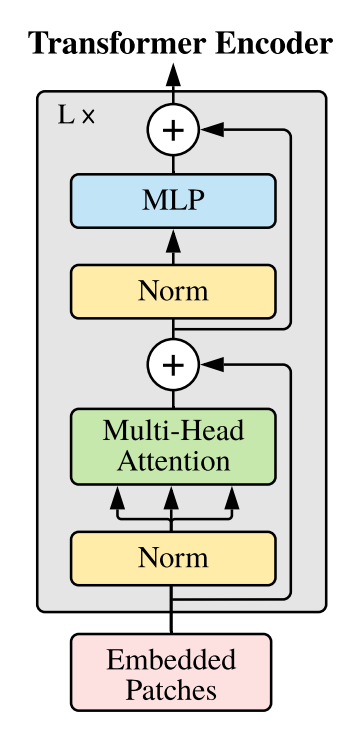 Transformer Encoder
L ×
+
MLP
Norm
+
Multi-Head
Attention
Norm
Embedded
Patches